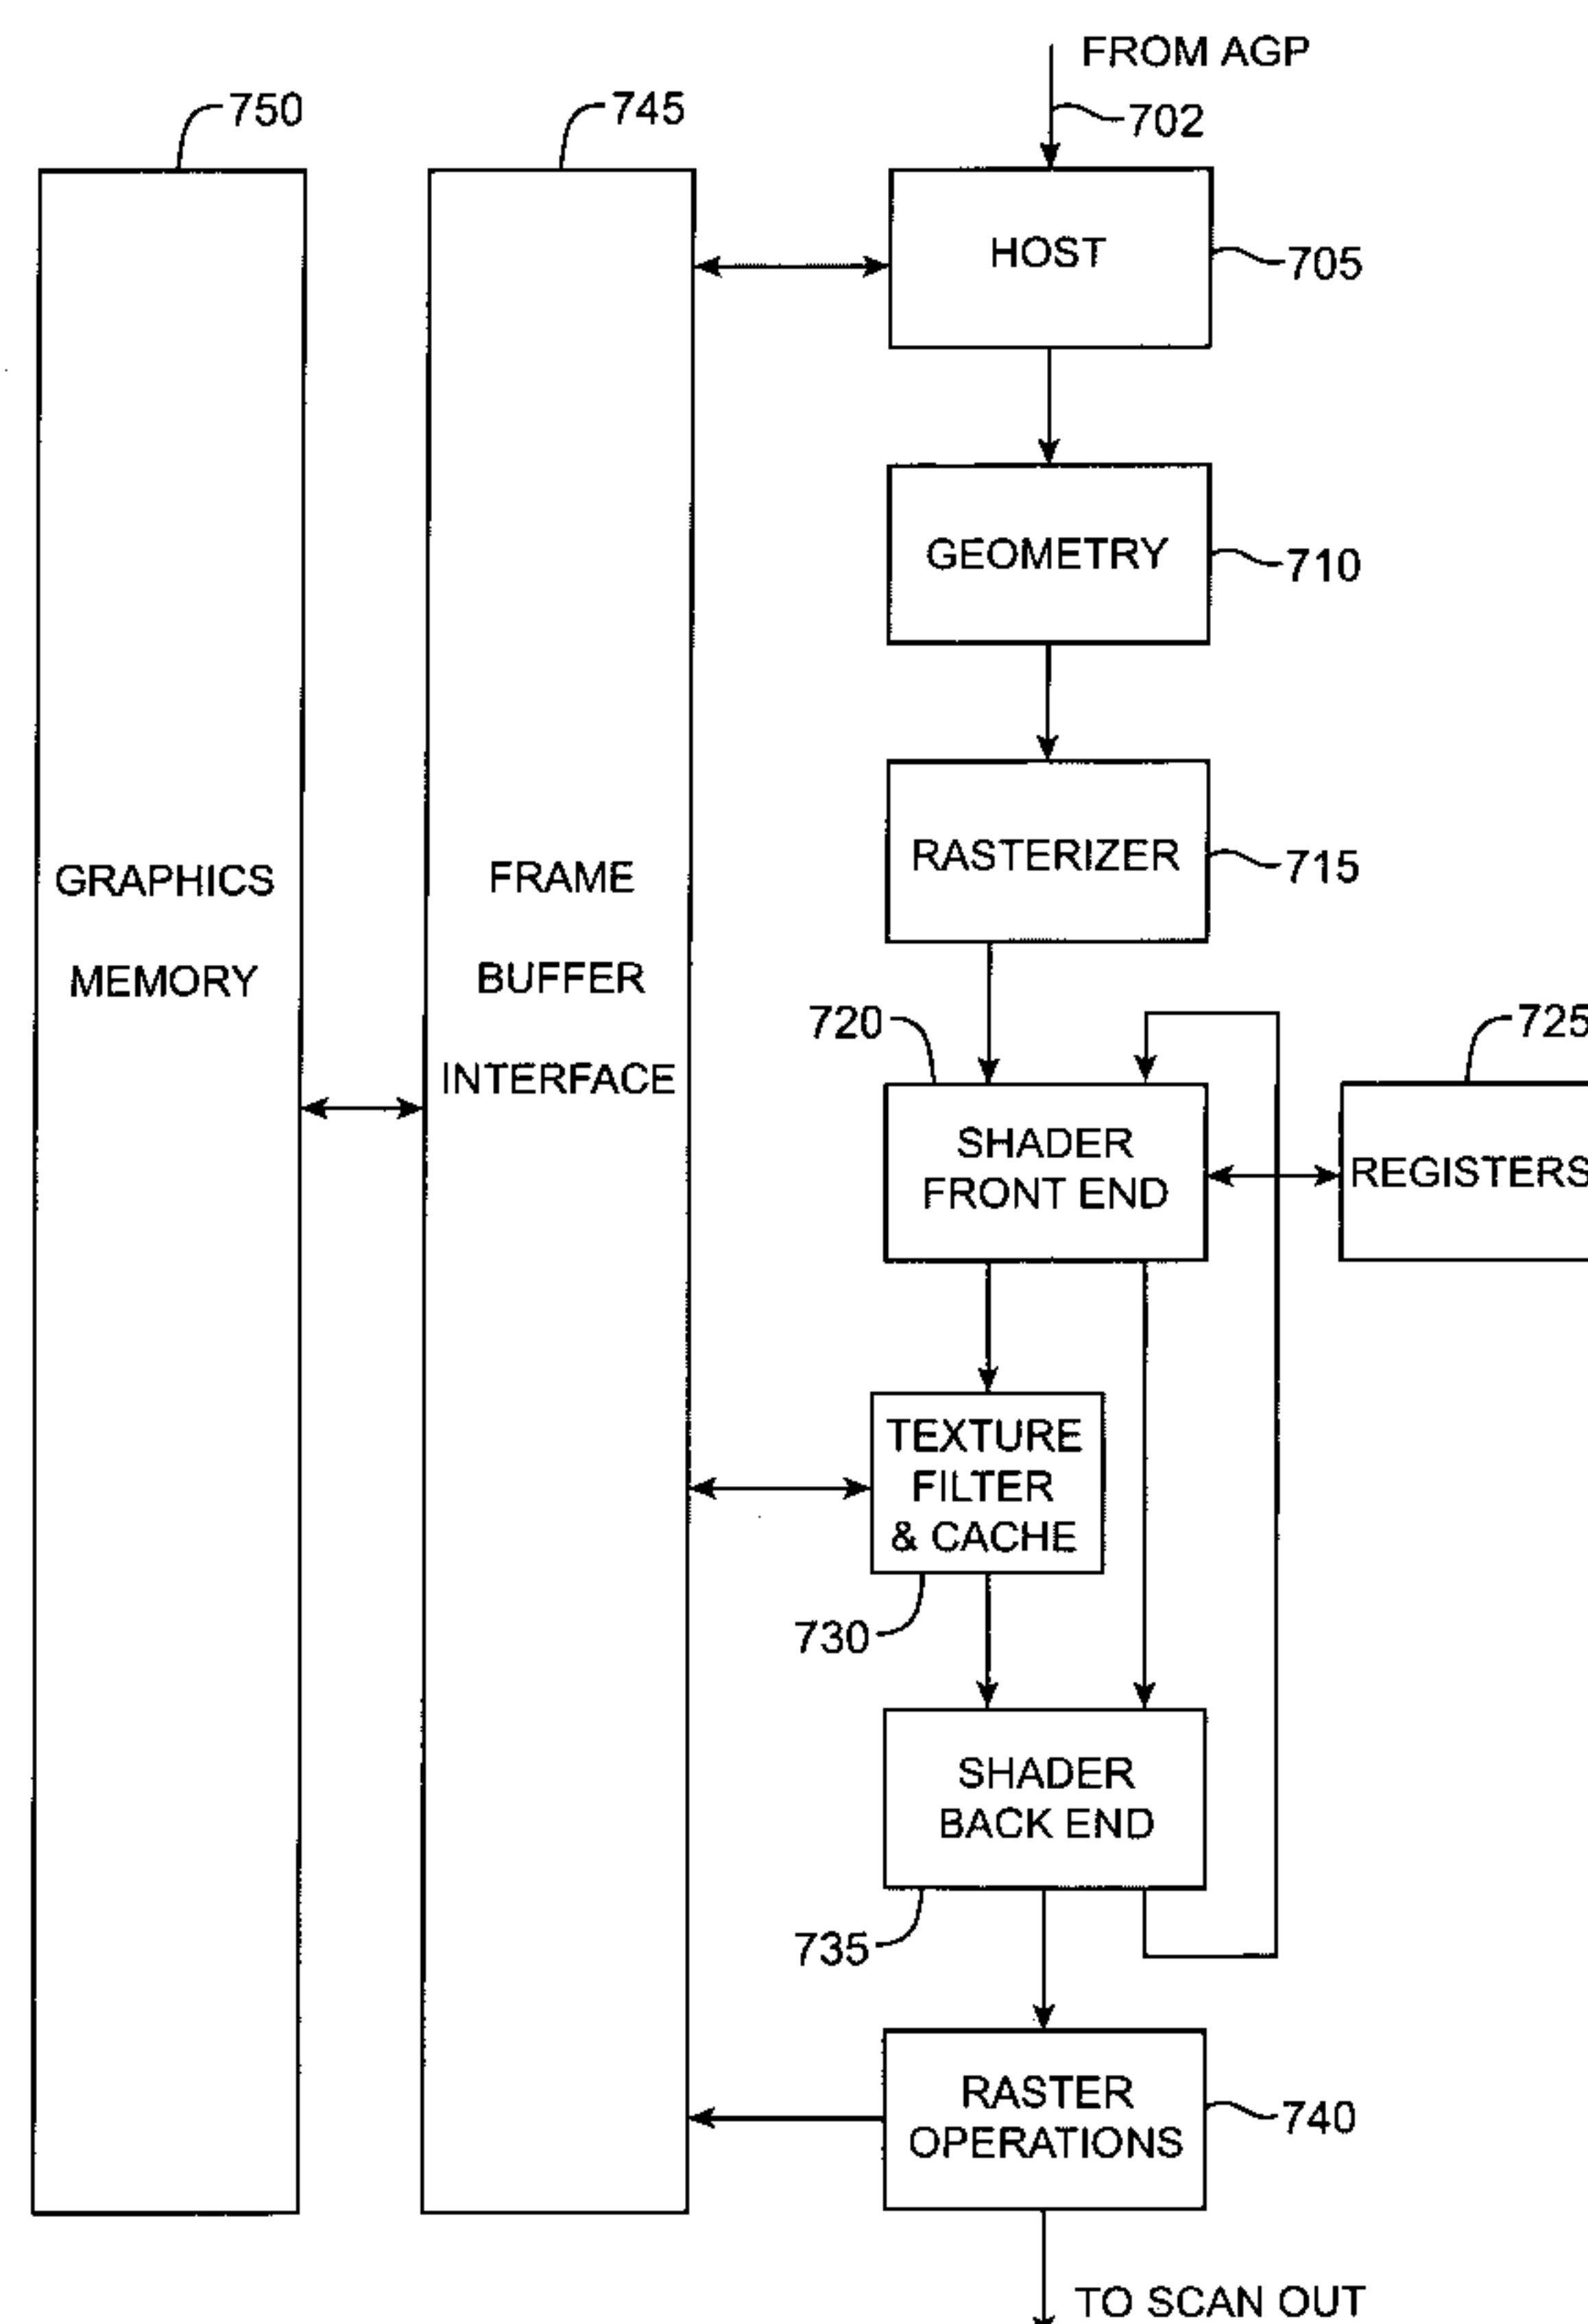 FROM AGP
702
750
745
HOST
705
GEOMETRY
710
RASTERIZER
715
GRAPHICS
MEMORY
FRAME
BUFFER
INTERFACE
720
725
SHADER
FRONT END
REGISTERS
TEXTURE
FILTER
& CACHE
730
SHADER
BACK END
735
RASTER
OPERATIONS
740
TO SCAN OUT